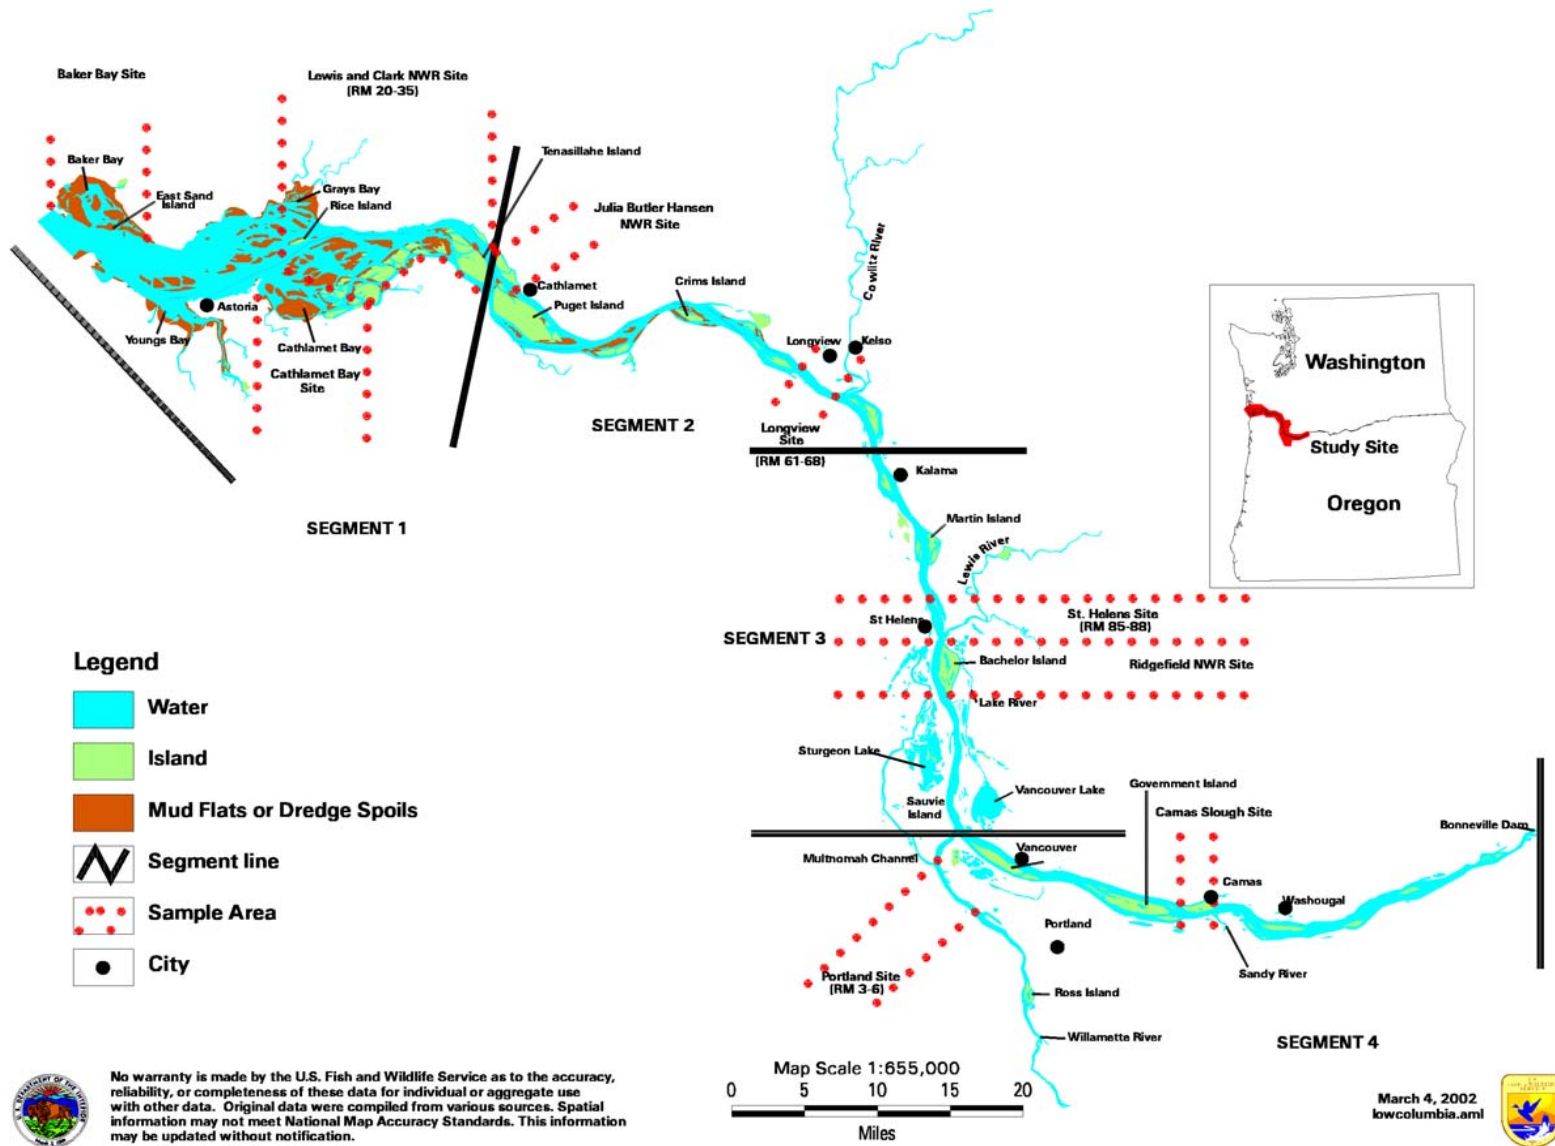 Baker Bay Site
Lewis and Clark NWR Site
(RM 20-35)
Baker Bay
East Sand
Island
Grays Bay
Rice Island
Tenasillahe Island
Julia Butler Hansen
NWR Site
Cathlamet
Puget Island
Crims Island
Cowlitz River
Astoria
Youngs Bay
Cathlamet Bay
Cathlamet Bay
Site
Longview
Kelso
Longview
Site
(RM 61-68)
SEGMENT 2
SEGMENT 1
Kalama
Martin Island
Lewis River
Washington
Study Site
Oregon
St Helens
SEGMENT 3
St. Helens Site
(RM 85-88)
Bachelor Island
Ridgefield NWR Site
Lake River
Sturgeon Lake
Sauvie
Island
Vancouver Lake
Government Island
Camas Slough Site
Bonneville Dam
Multnomah Channel
Vancouver
Camas
Washougal
Portland
Sandy River
Portland Site
(RM 3-6)
Ross Island
Willamette River
SEGMENT 4
Legend
Water
Island
Mud Flats or Dredge Spoils
Segment line
Sample Area
City
No warranty is made by the U.S. Fish and Wildlife Service as to the accuracy,
reliability, or completeness of these data for individual or aggregate use
with other data. Original data were compiled from various sources. Spatial
information may not meet National Map Accuracy Standards. This information
may be updated without notification.
Map Scale 1:655,000
0 5 10 15 20
Miles
March 4, 2002
lowcolumbia.aml